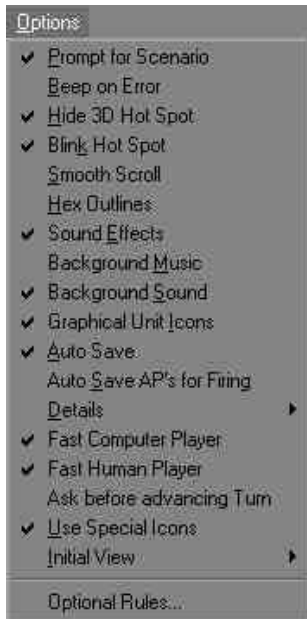 Options
Prompt for Scenario
Beep on Error
Hide 3D Hot Spot
Blink Hot Spot
Smooth Scroll
Hex Outlines
Sound Effects
Background Music
Background Sound
Graphical Unit Icons
Auto Save
Auto Save AP's for Firing
Details
Fast Computer Player
Fast Human Player
Ask before advancing Turn
Use Special Icons
Initial View
Optional Rules...